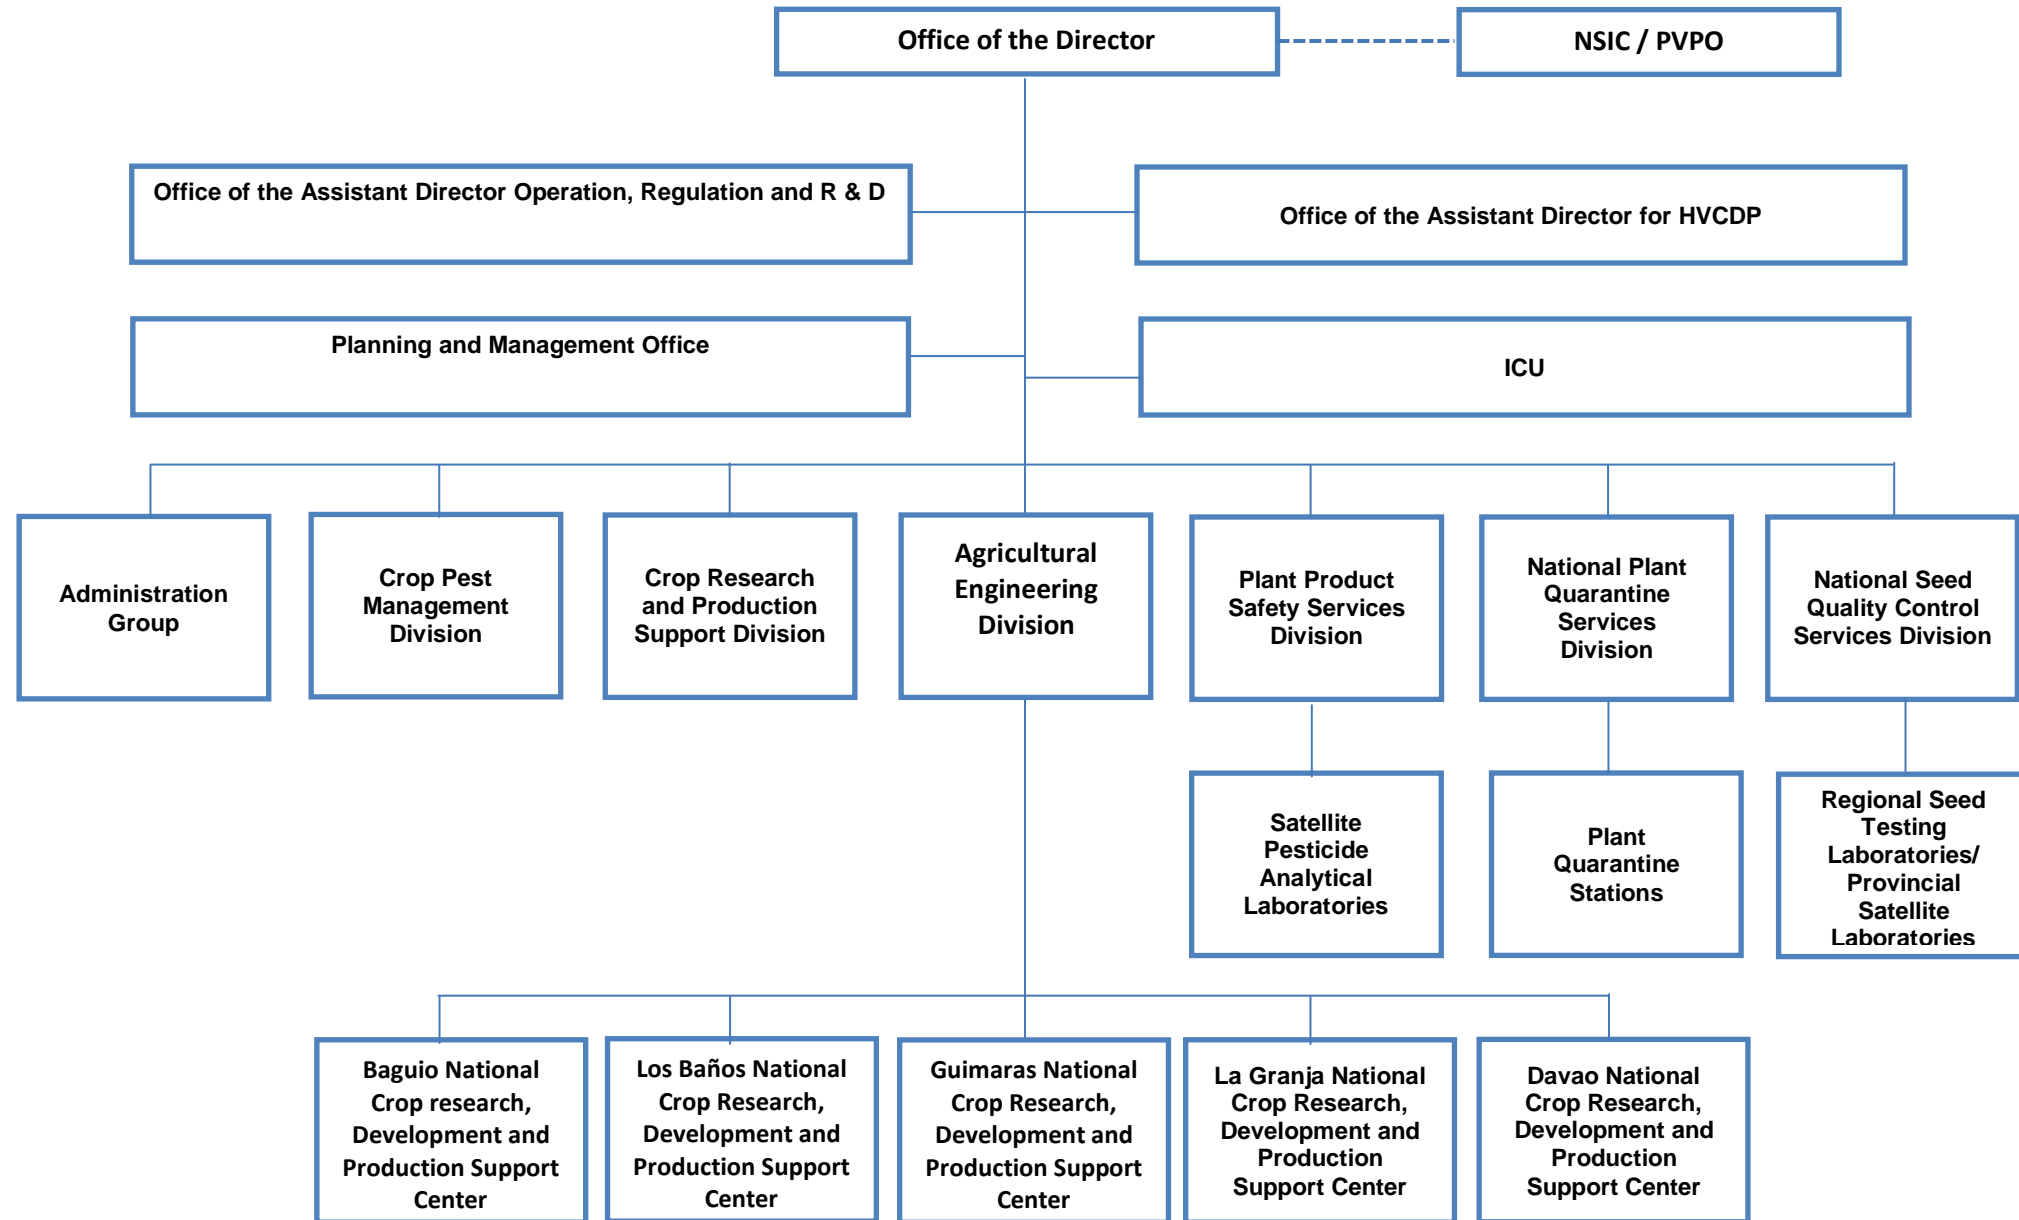 Office of the Director
NSIC / PVPO
Office of the Assistant Director Operation, Regulation and R & D
Office of the Assistant Director for HVCDP
Planning and Management Office
ICU
Administration
Group
Crop Pest
Management
Division
Crop Research
and Production
Support Division
Agricultural
Engineering
Division
Plant Product
Safety Services
Division
National Plant
Quarantine
Services
Division
National Seed
Quality Control
Services Division
Satellite
Pesticide
Analytical
Laboratories
Plant
Quarantine
Stations
Regional Seed
Testing
Laboratories/
Provincial
Satellite
Laboratories
Baguio National
Crop research,
Development and
Production Support
Center
Los Baños National
Crop Research,
Development and
Production Support
Center
Guimaras National
Crop Research,
Development and
Production Support
Center
La Granja National
Crop Research,
Development and
Production
Support Center
Davao National
Crop Research,
Development and
Production
Support Center